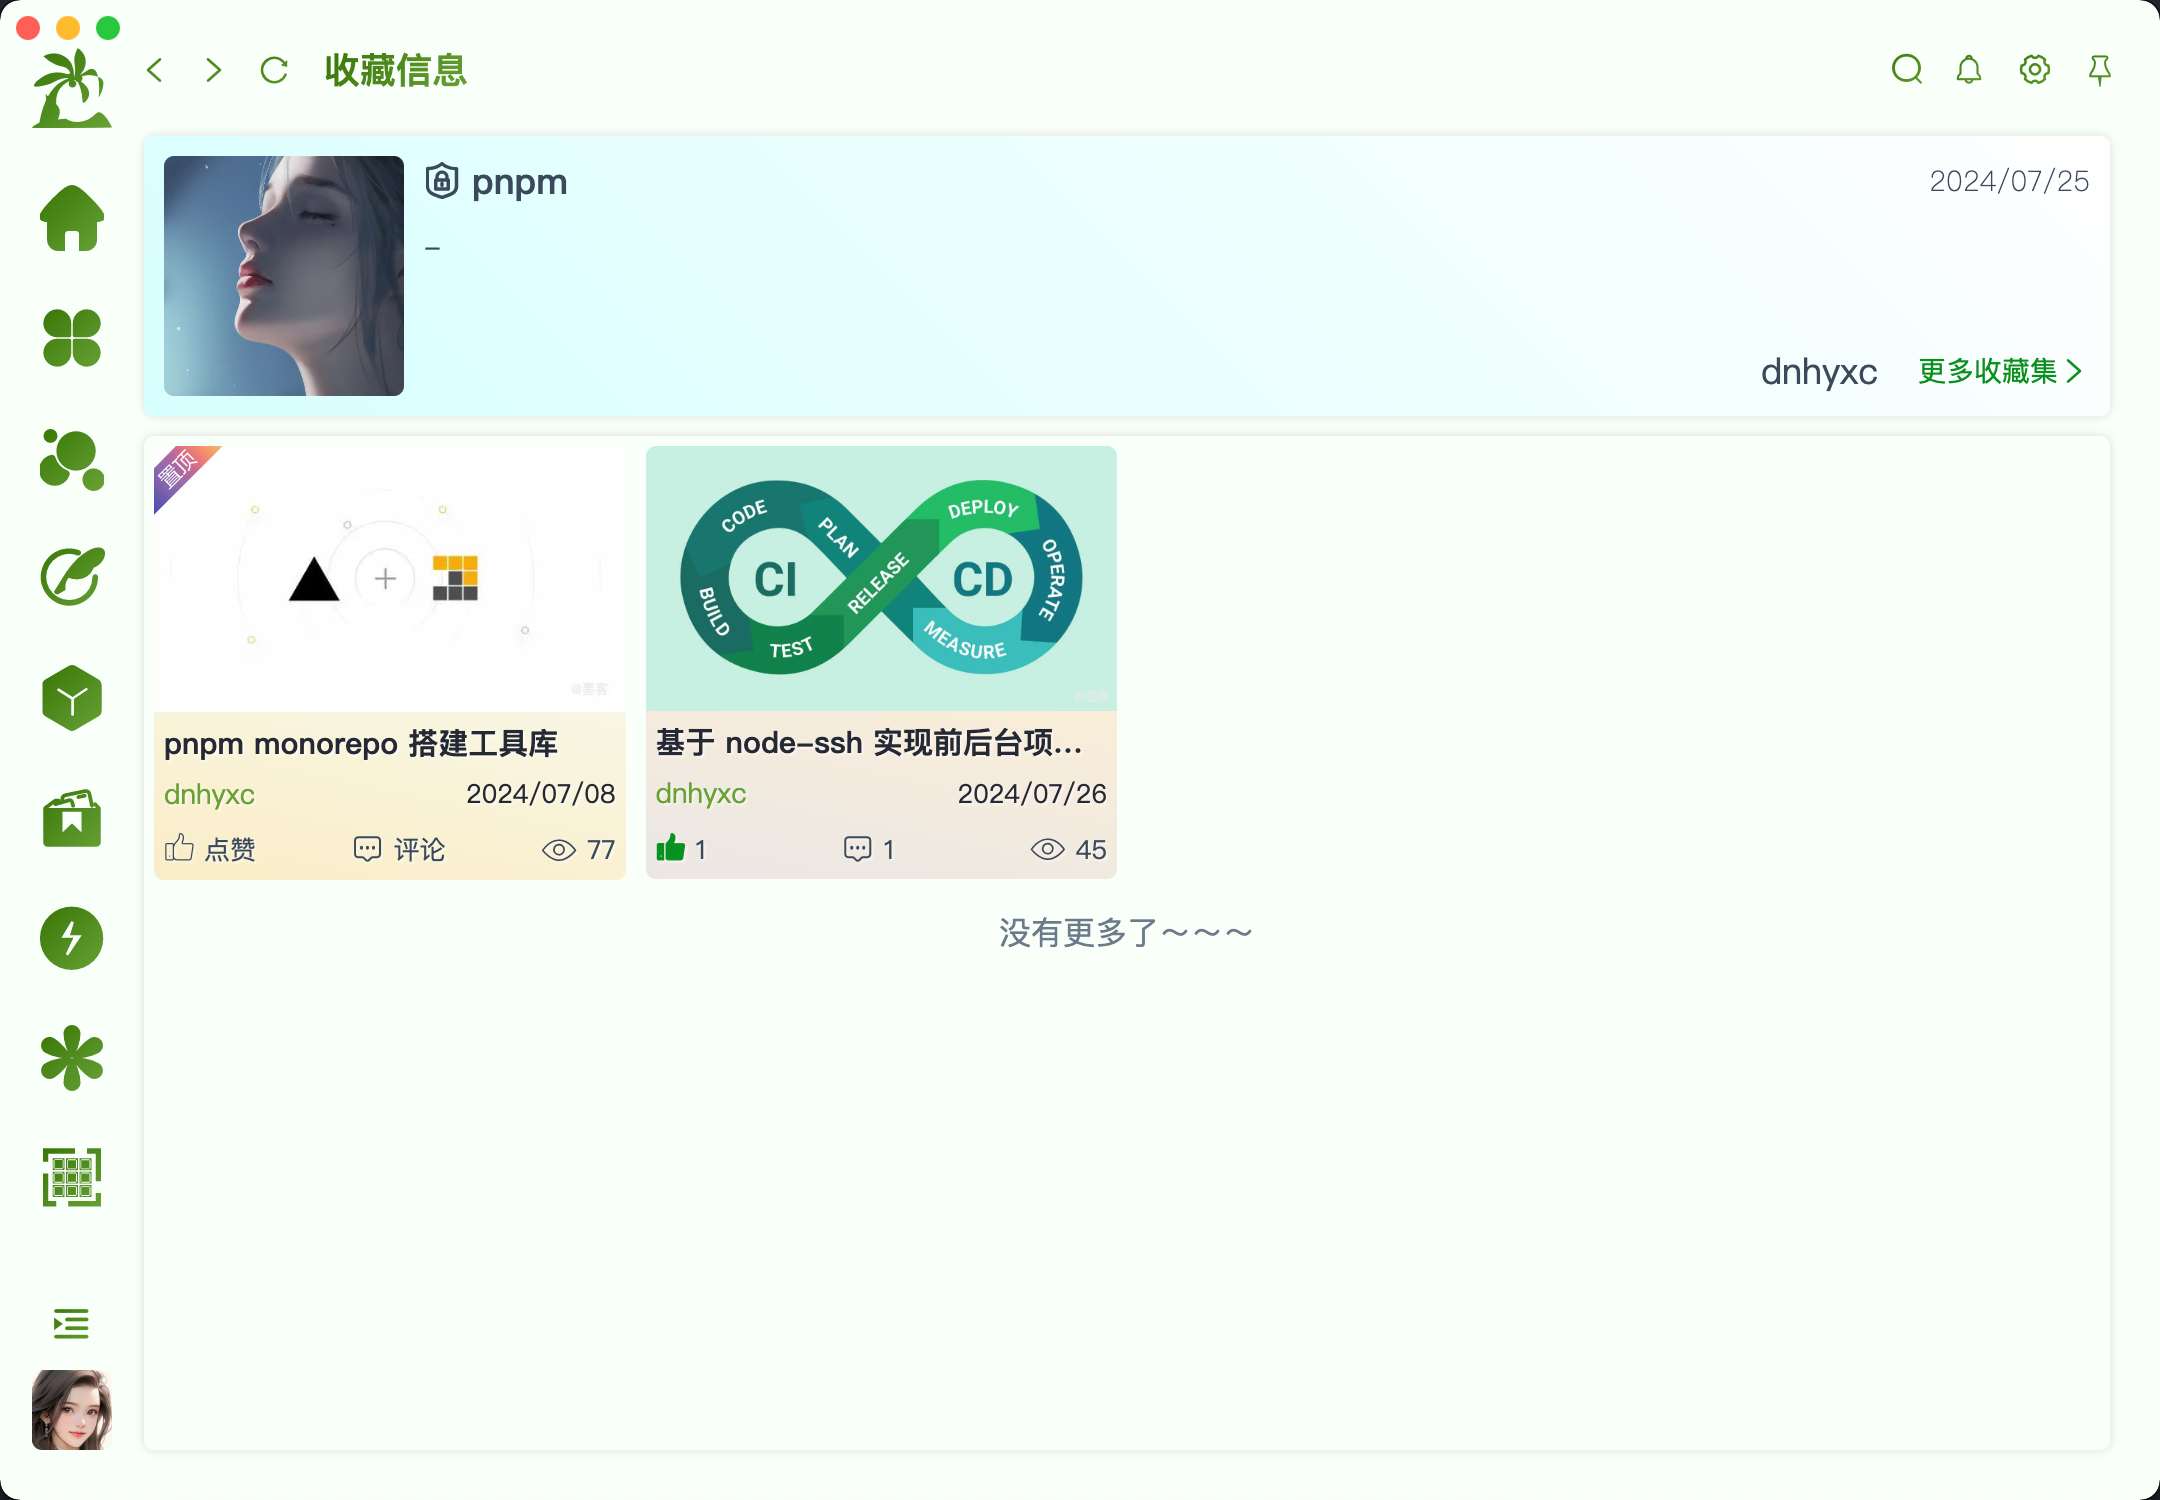 收藏信息
pnpm
2024/07/25
–
dnhyxc
更多收藏集
置顶
CODE
PLAN
DEPLOY
OPERATE
CI
CD
RELEASE
BUILD
TEST
MEASURE
pnpm monorepo 搭建工具库
dnhyxc
2024/07/08
点赞
评论
77
基于 node-ssh 实现前后台项...
dnhyxc
2024/07/26
1
1
45
没有更多了~~~